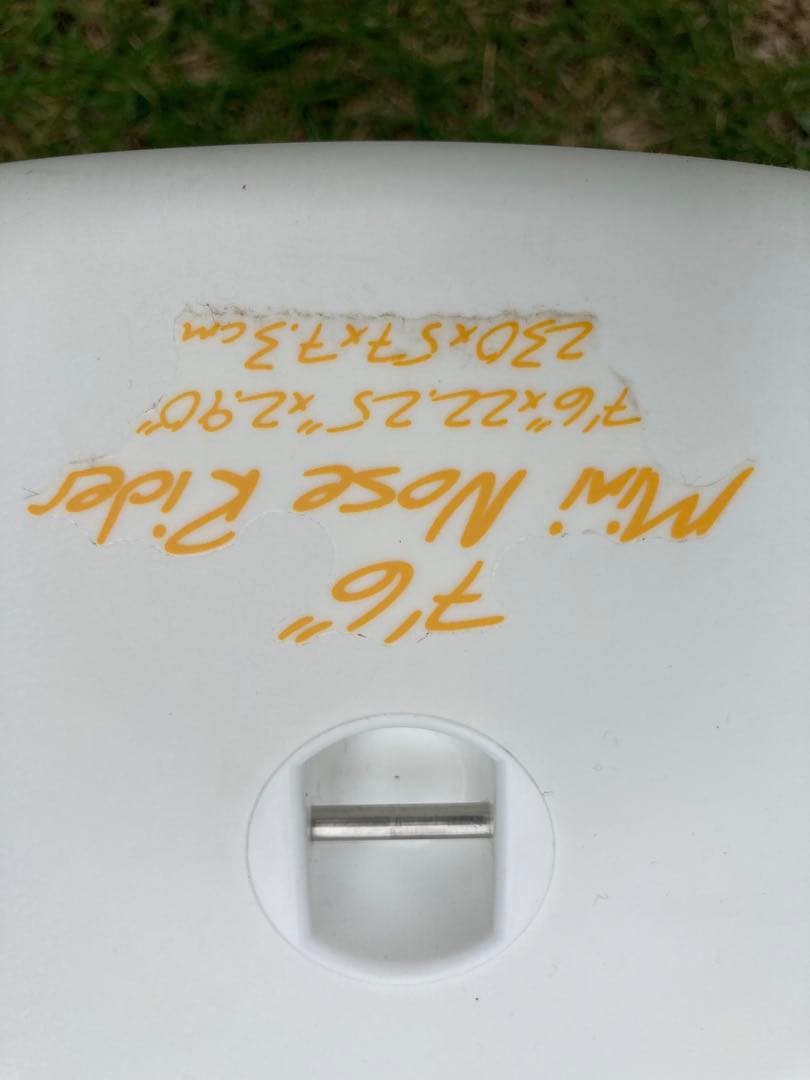 7'6"
Mini Nose Rider
7'6"x22.25"x2.90"
230x57x7.3cm